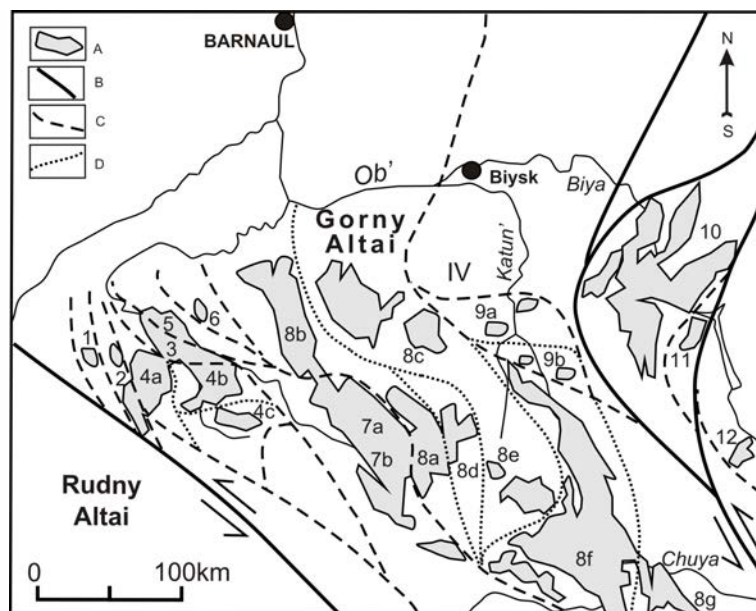 BARNAUL
A
B
C
D
N
S
Ob'
Biysk
Biya
Gorny
Altai
IV
Katun'
10
9a
6
5
8b
1
3
8c
9b
11
2
4a
4b
4c
7a
8e
12
7b
8a
8d
Rudny
Altai
8f
Chuya
0
100km
8g